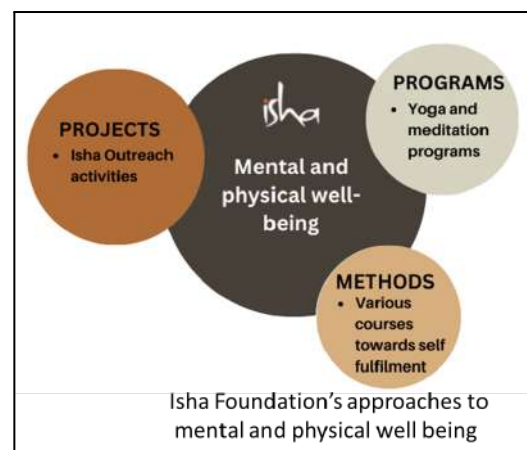 PROJECTS
• Isha Outreach
activities
isha
Mental and
physical well-
being
PROGRAMS
• Yoga and
meditation
programs
METHODS
• Various
courses
towards self
fulfilment
Isha Foundation's approaches to
mental and physical well being